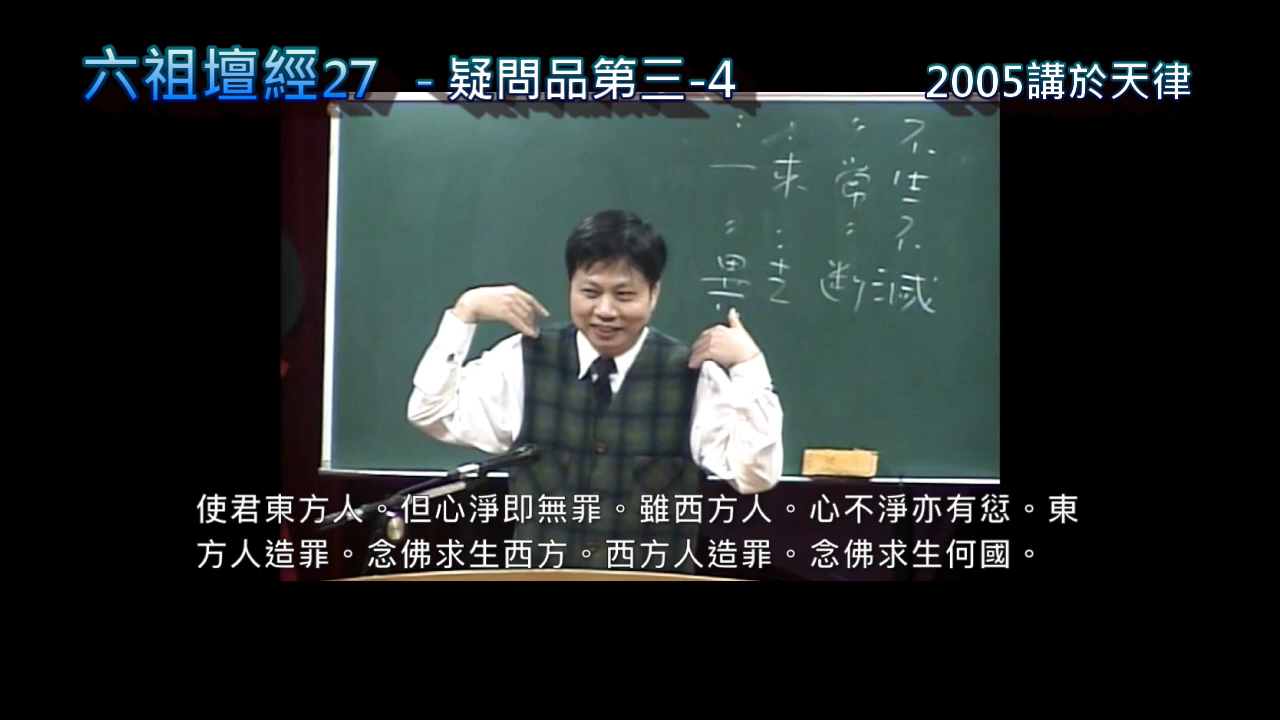 六祖壇經27 - 疑問品第三-4 2005講於天律
不生不滅
〃常〃斷
〃來〃去
〃一〃異
使君東方人。但心淨即無罪。雖西方人。心不淨亦有愆。東
方人造罪。念佛求生西方。西方人造罪。念佛求生何國。